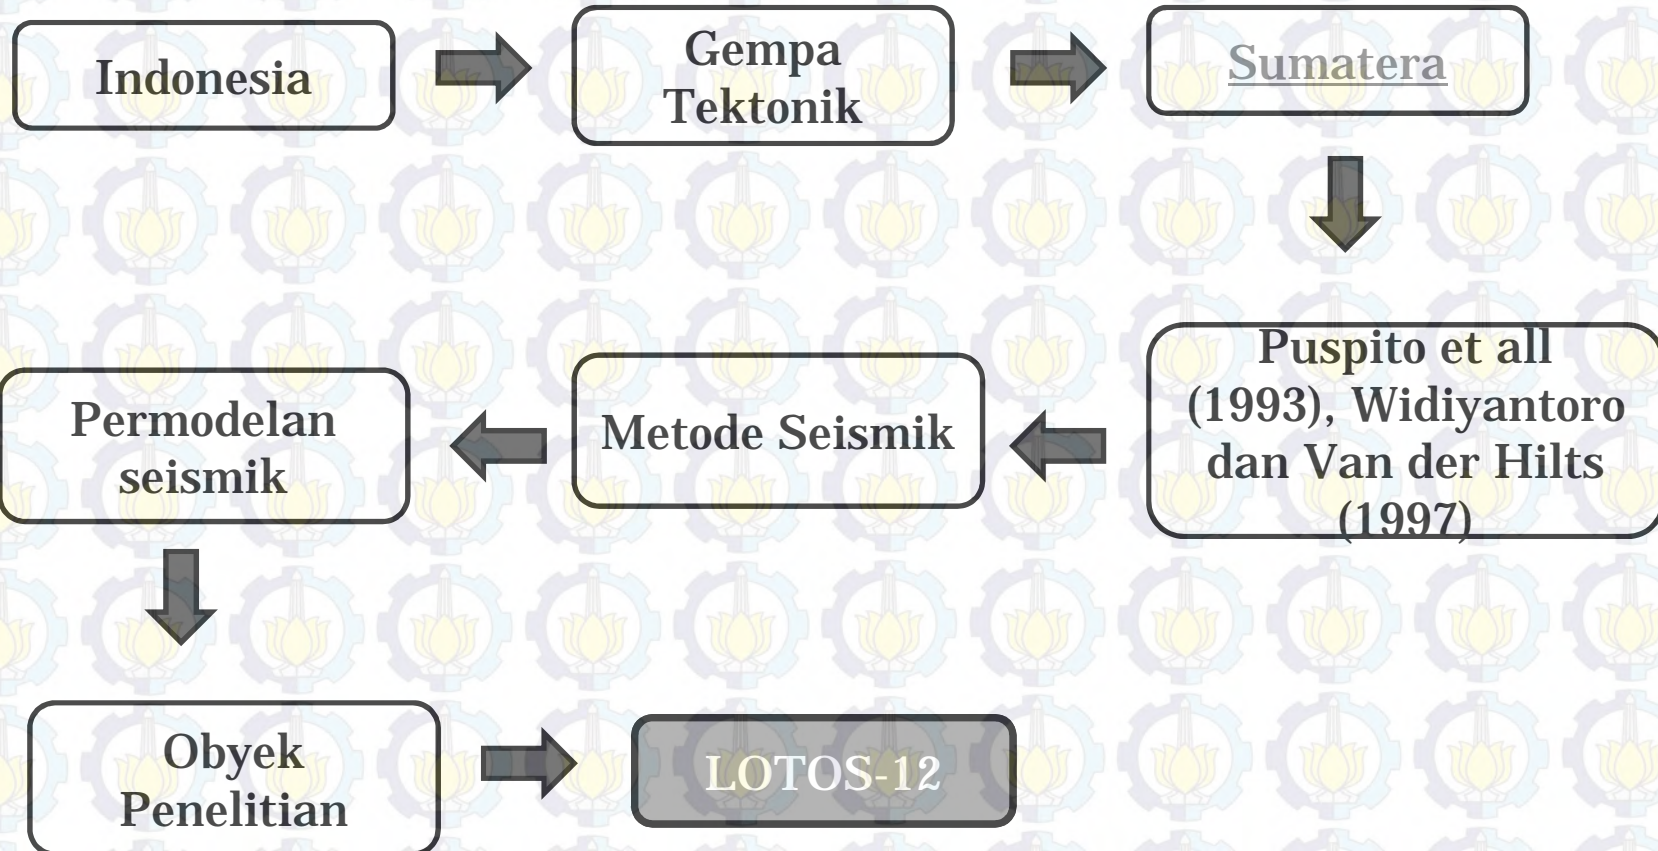 Indonesia
Gempa
Tektonik
Sumatera
Puspito et all
(1993), Widiyantoro
dan Van der Hilts
(1997)
Metode Seismik
Permodelan
seismik
Obyek
Penelitian
LOTOS-12